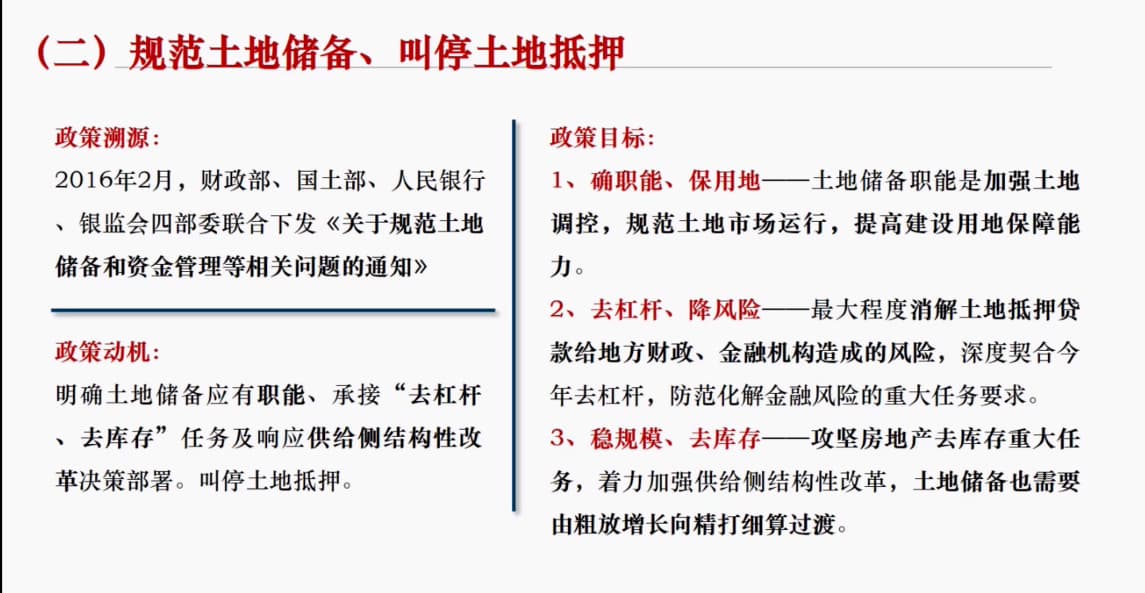 （二）规范土地储备、叫停土地抵押
政策溯源：
2016年2月，财政部、国土部、人民银行
、银监会四部委联合下发《关于规范土地
储备和资金管理等相关问题的通知》
政策动机：
明确土地储备应有职能、承接“去杠杆
、去库存”任务及响应供给侧结构性改
革决策部署。叫停土地抵押。
政策目标：
1、确职能、保用地——土地储备职能是加强土地
调控，规范土地市场运行，提高建设用地保障能
力。
2、去杠杆、降风险——最大程度消解土地抵押贷
款给地方财政、金融机构造成的风险，深度契合今
年去杠杆，防范化解金融风险的重大任务要求。
3、稳规模、去库存——攻坚房地产去库存重大任
务，着力加强供给侧结构性改革，土地储备也需要
由粗放增长向精打细算过渡。